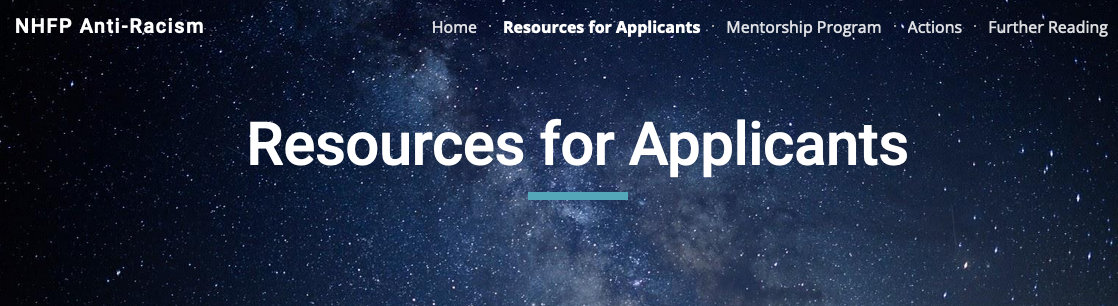 NHFP Anti-Racism
Home · Resources for Applicants · Mentorship Program · Actions · Further Reading
Resources for Applicants